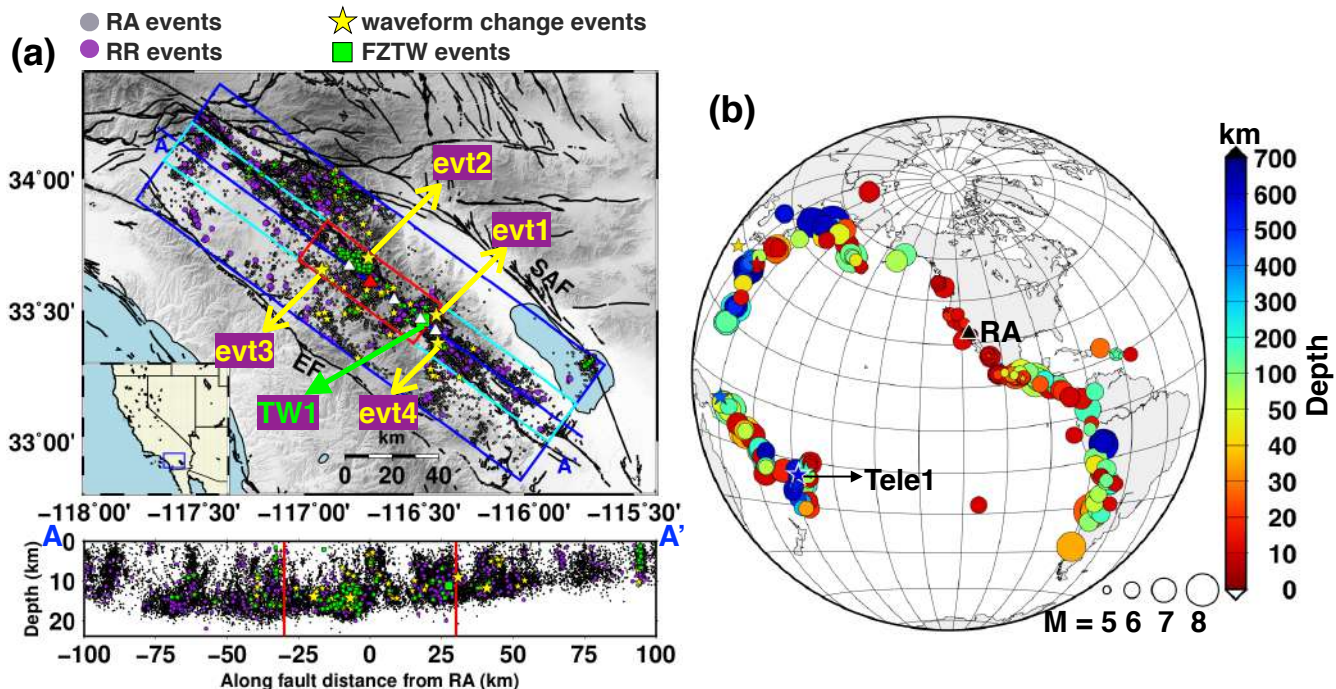 RA events
RR events
waveform change events
FZTW events
(a)
34˚00'
33˚30'
33˚00'
A
evt2
evt1
SAF
evt3
EF
TW1
evt4
km
0 20 40
A'
−118˚00' −117˚30' −117˚00' −116˚30' −116˚00' −115˚30'
A
A'
Depth (km)
0
10
20
−100 −75 −50 −25 0 25 50 75 100
Along fault distance from RA (km)
(b)
RA
Tele1
M = 5 6 7 8
km
700
600
500
400
300
200
100
50
40
30
20
10
0
Depth